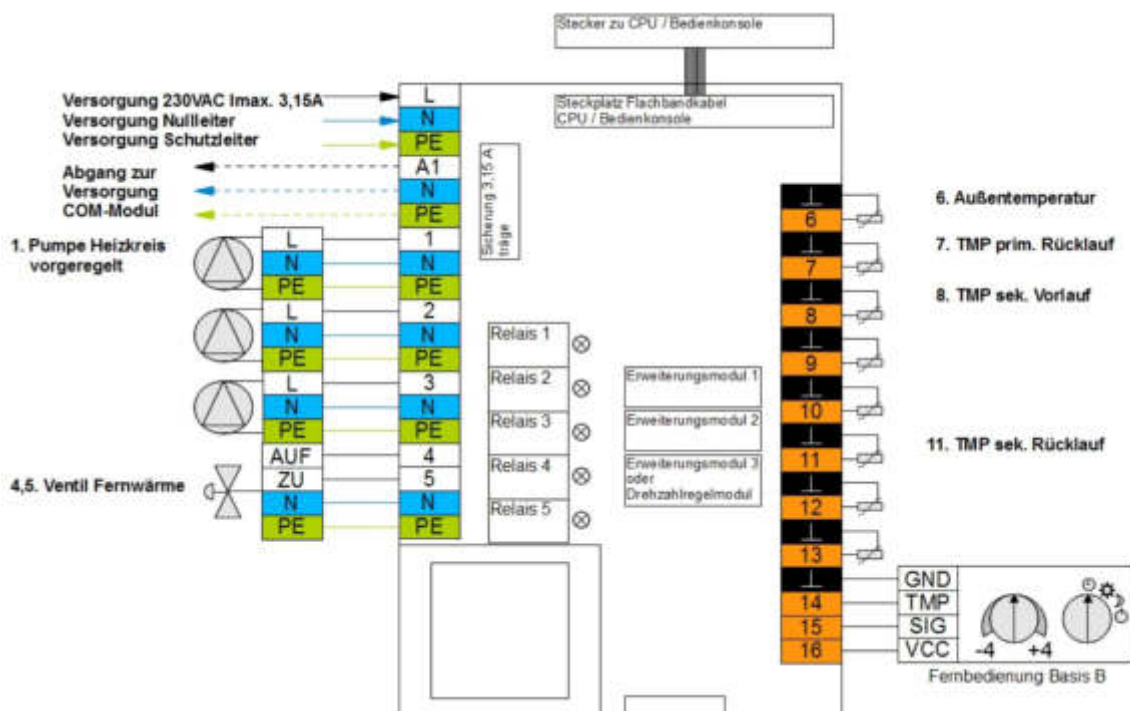 Stecker zu CPU / Bedienkonsole
Steckplatz Flachbandkabel
CPU / Bedienkonsole
Versorgung 230VAC Imax. 3,15A
Versorgung Nullleiter
Versorgung Schutzleiter
Abgang zur
Versorgung
COM-Modul
1. Pumpe Heizkreis
vorgeregelt
4,5. Ventil Fernwärme
L
N
PE
L
N
PE
L
N
PE
AUF
ZU
N
PE
L
N
PE
A1
N
PE
1
N
PE
2
N
PE
3
N
PE
4
5
N
PE
Sicherung 3,15 A
träge
Relais 1
Relais 2
Relais 3
Relais 4
Relais 5
Erweiterungsmodul 1
Erweiterungsmodul 2
Erweiterungsmodul 3
oder
Drehzahlregelmodul
6
7
8
9
10
11
12
13
14
15
16
6. Außentemperatur
7. TMP prim. Rücklauf
8. TMP sek. Vorlauf
11. TMP sek. Rücklauf
GND
TMP
SIG
VCC
-4 +4
Fernbedienung Basis B